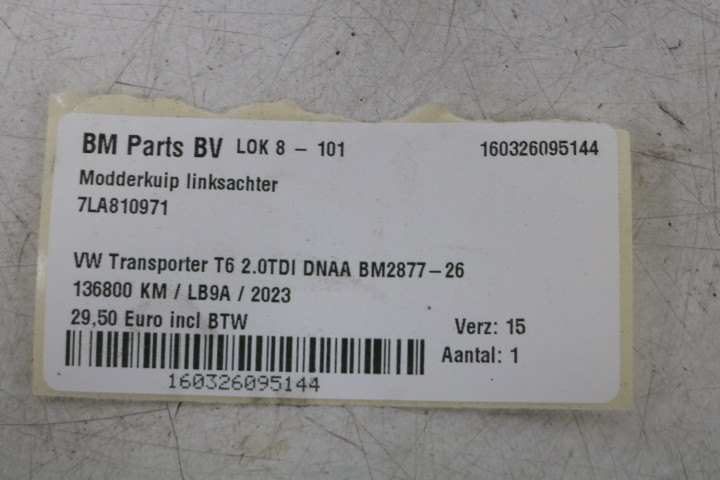 BM Parts BV LOK 8 - 101 160326095144
Modderkuip linksachter
7LA810971
VW Transporter T6 2.0TDI DNAA BM2877-26
136800 KM / LB9A / 2023
29,50 Euro incl BTW
Verz: 15
Aantal: 1
160326095144